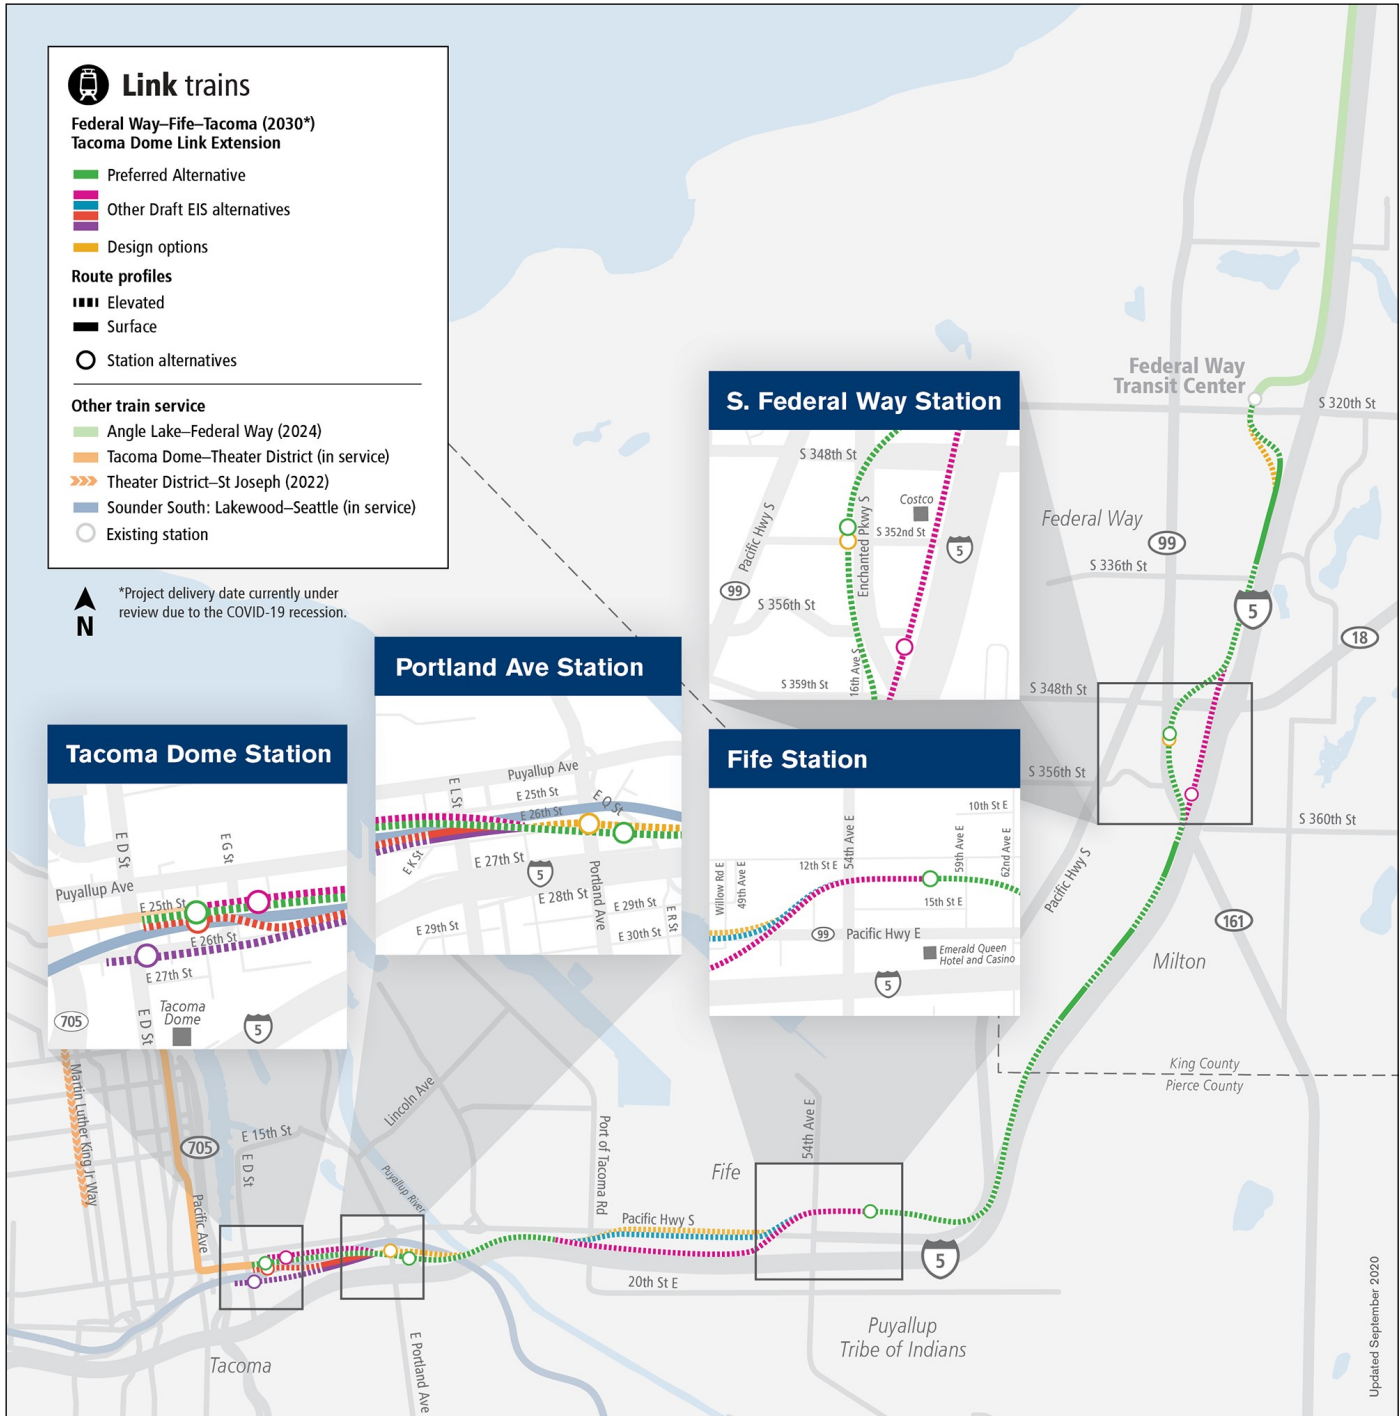 Link trains
Federal Way–Fife–Tacoma (2030*)
Tacoma Dome Link Extension
Preferred Alternative
Other Draft EIS alternatives
Design options
Route profiles
Elevated
Surface
Station alternatives
Other train service
Angle Lake–Federal Way (2024)
Tacoma Dome–Theater District (in service)
Theater District–St Joseph (2022)
Sounder South: Lakewood–Seattle (in service)
Existing station
N
*Project delivery date currently under
review due to the COVID-19 recession.
Federal Way
Transit Center
S 320th St
Federal Way
99
S 336th St
5
18
S 348th St
S 356th St
S 360th St
Pacific Hwy S
161
Milton
King County
Pierce County
S. Federal Way Station
S 348th St
Costco
S 352nd St
Pacific Hwy S
Enchanted Pkwy S
5
99
S 356th St
16th Ave S
S 359th St
Portland Ave Station
Puyallup Ave
E L St
E 25th St
E Q St
E 26th St
E K St
E 27th St
5
E 28th St
Portland Ave
E 29th St
E 29th St
E R St
E 30th St
Tacoma Dome Station
E D St
E G St
Puyallup Ave
E 25th St
E 26th St
E 27th St
705
E D St
Tacoma
Dome
5
Fife Station
10th St E
54th Ave E
59th Ave E
62nd Ave E
12th St E
Willow Rd E
49th Ave E
15th St E
99
Pacific Hwy E
Emerald Queen
Hotel and Casino
5
Martin Luther King Jr Way
705
E 15th St
E D St
Pacific Ave
Lincoln Ave
Puyallup River
Port of Tacoma Rd
54th Ave E
Fife
Pacific Hwy S
20th St E
5
Puyallup
Tribe of Indians
Tacoma
E Portland Ave
Updated September 2020